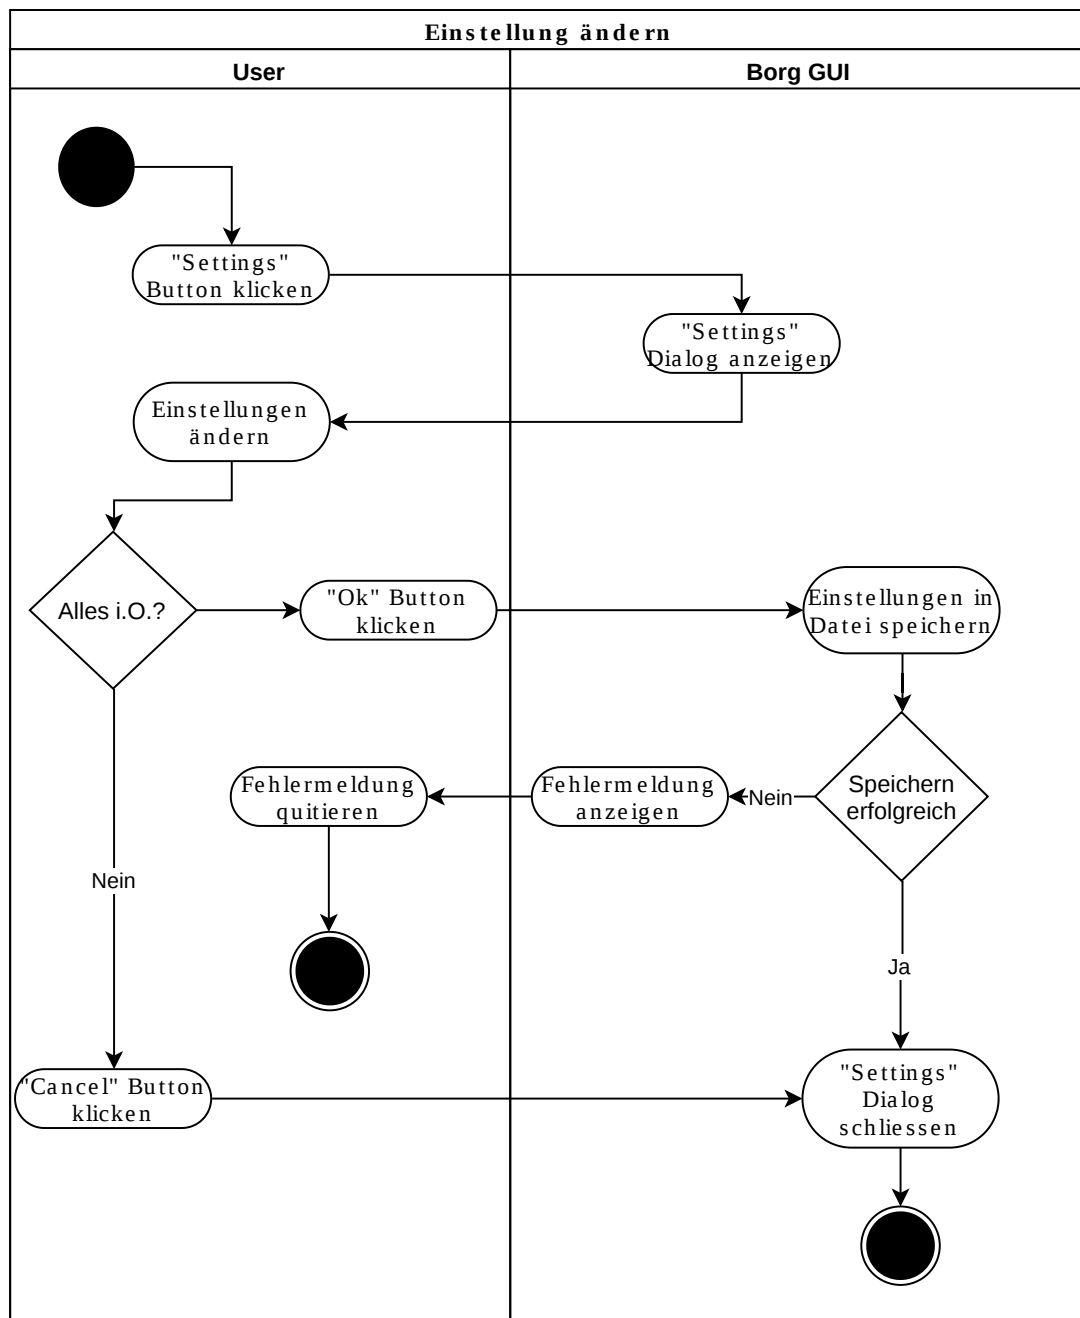 Einstellung ändern
User
Borg GUI
"Settings"
Button klicken
"Settings"
Dialog anzeigen
Einstellungen
ändern
Alles i.O.?
"Ok" Button
klicken
Einstellungen in
Datei speichern
Fehlermeldung
quitieren
Fehlermeldung
anzeigen
Nein
Speichern
erfolgreich
Nein
Ja
"Cancel" Button
klicken
"Settings"
Dialog
schliessen